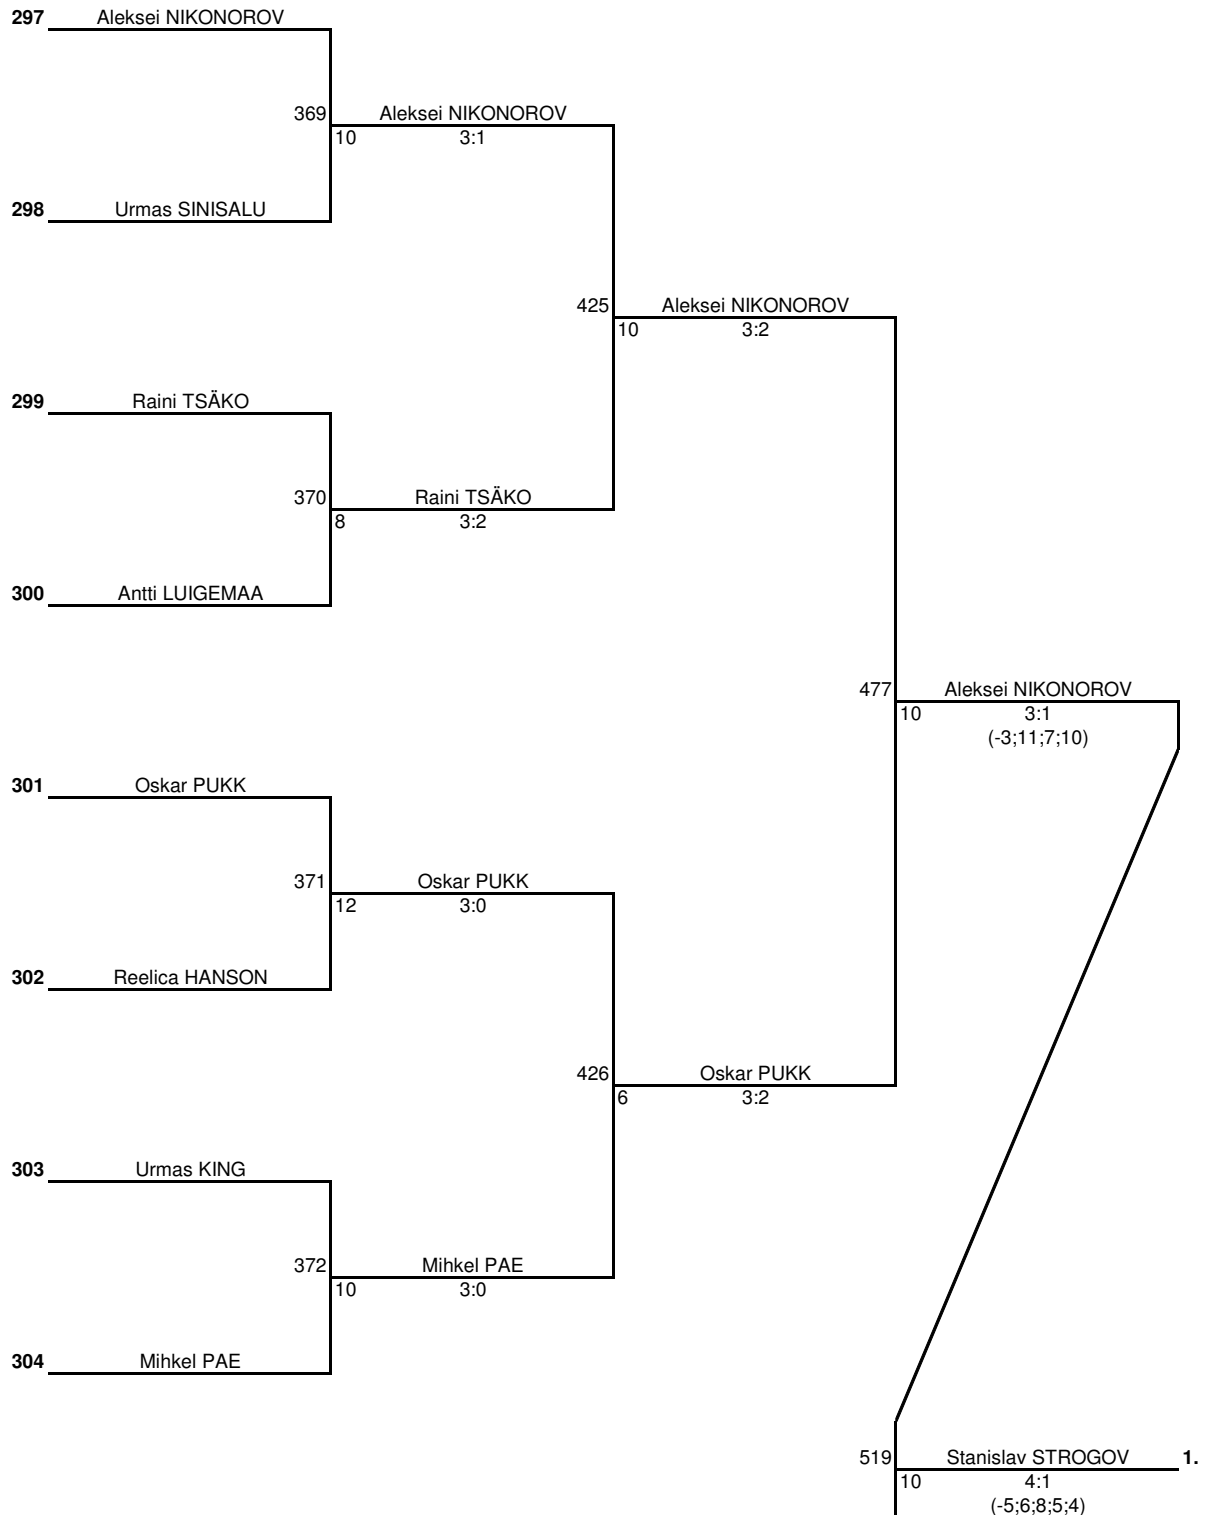 297 Aleksei NIKONOROV
369 Aleksei NIKONOROV
10 3:1
298 Urmas SINISALU
425 Aleksei NIKONOROV
10 3:2
299 Raini TSÄKO
370 Raini TSÄKO
8 3:2
300 Antti LUIGEMAA
477 Aleksei NIKONOROV
10 3:1
(-3;11;7;10)
301 Oskar PUKK
371 Oskar PUKK
12 3:0
302 Reelica HANSON
426 Oskar PUKK
6 3:2
303 Urmas KING
372 Mihkel PAE
10 3:0
304 Mihkel PAE
519 Stanislav STROGOV 1.
10 4:1
(-5;6;8;5;4)